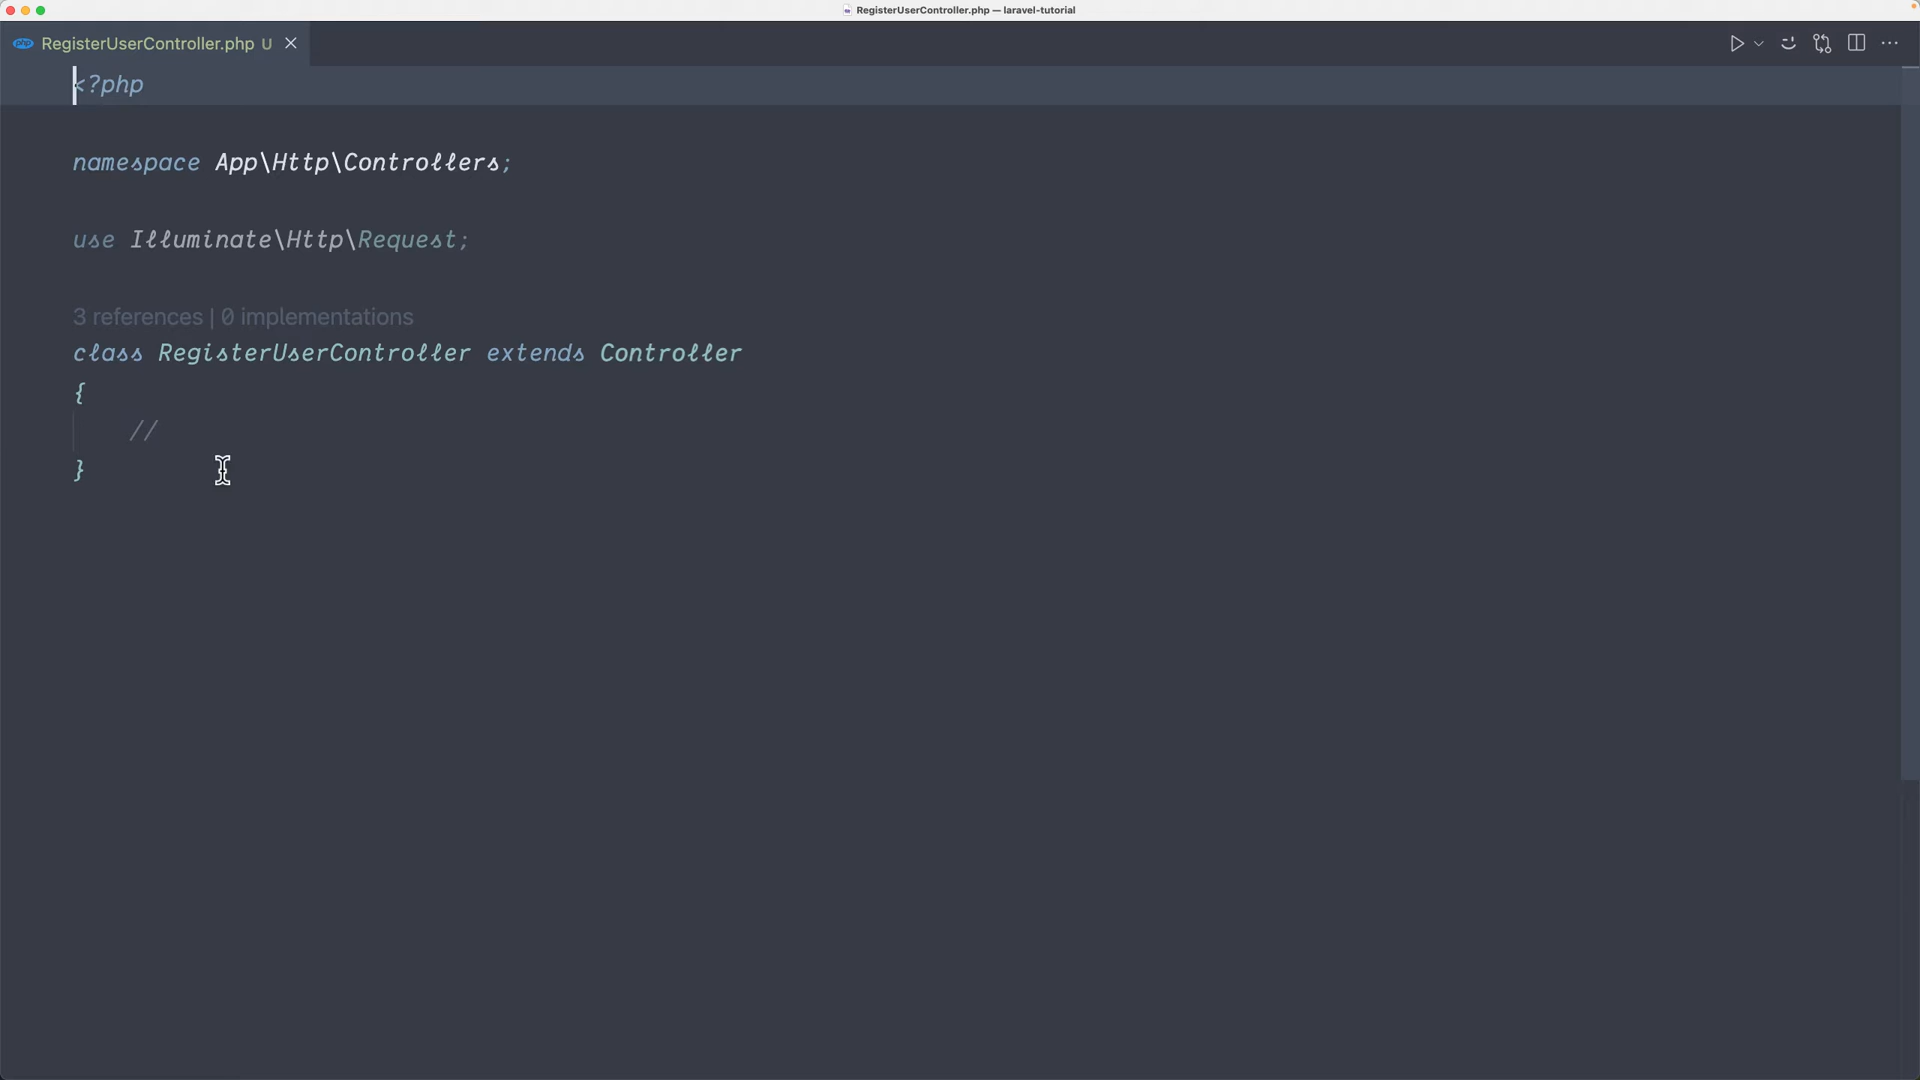 RegisterUserController.php — laravel-tutorial
php RegisterUserController.php U
<?php
namespace App\Http\Controllers;
use Illuminate\Http\Request;
3 references | 0 implementations
class RegisterUserController extends Controller
{
//
}